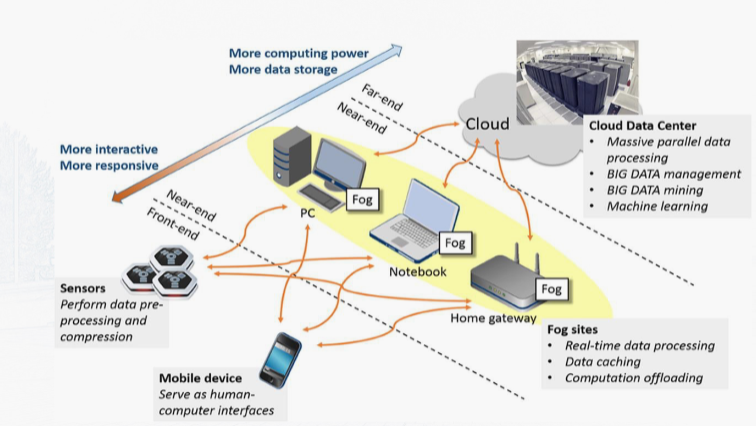 More computing power
More data storage
More interactive
More responsive
Far-end
Near-end
Near-end
Front-end
Cloud
Cloud Data Center
• Massive parallel data
processing
• BIG DATA management
• BIG DATA mining
• Machine learning
Fog
PC
Fog
Notebook
Fog
Home gateway
Sensors
Perform data pre-
processing and
compression
Mobile device
Serve as human-
computer interfaces
Fog sites
• Real-time data processing
• Data caching
• Computation offloading